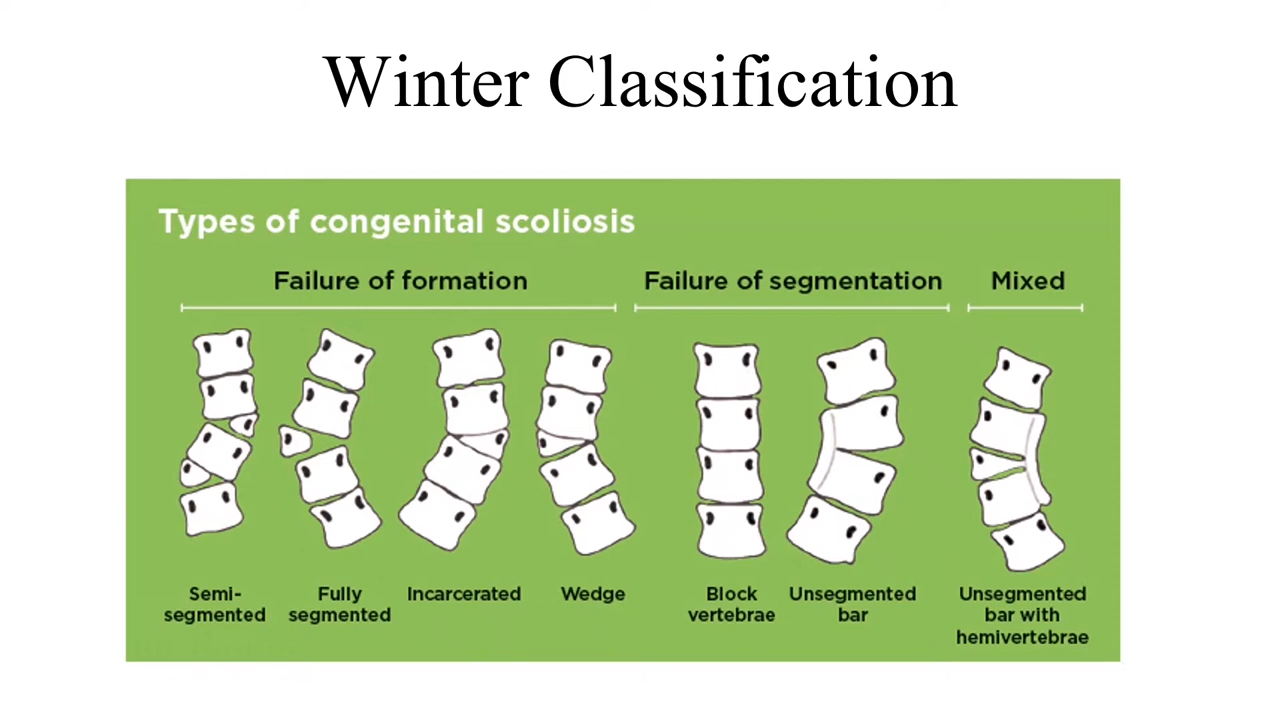 Winter Classification
Types of congenital scoliosis
Failure of formation
Failure of segmentation
Mixed
Semi-
segmented
Fully
segmented
Incarcerated
Wedge
Block
vertebrae
Unsegmented
bar
Unsegmented
bar with
hemivertebrae